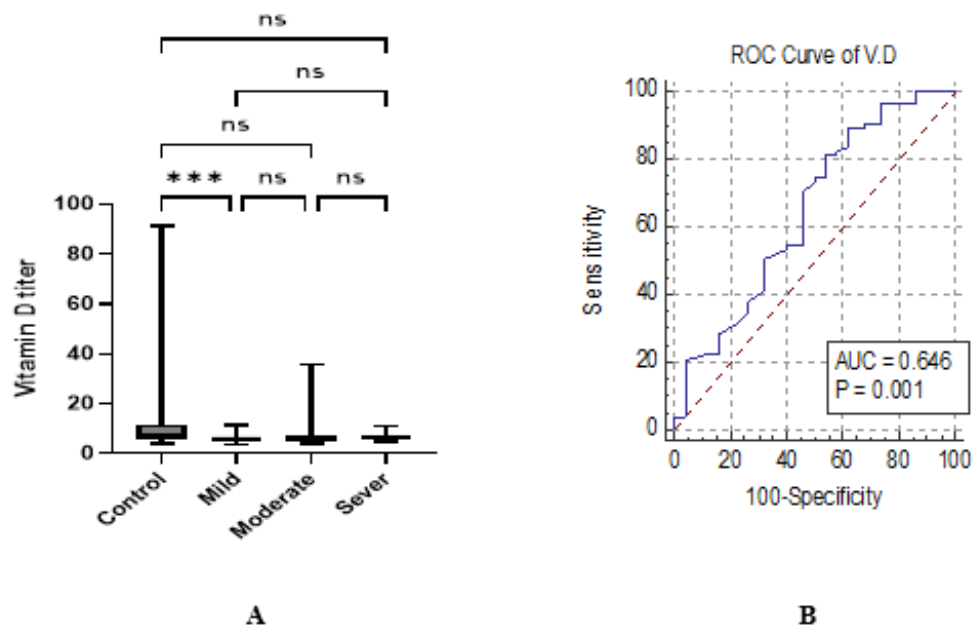 ns
ns
ns
*** ns ns
Vitamin D titer
100
80
60
40
20
0
Control Mild Moderate Sever
A
ROC Curve of V.D
Sensitivity
100
80
60
40
20
0
AUC = 0.646
P = 0.001
0 20 40 60 80 100
100-Specificity
B